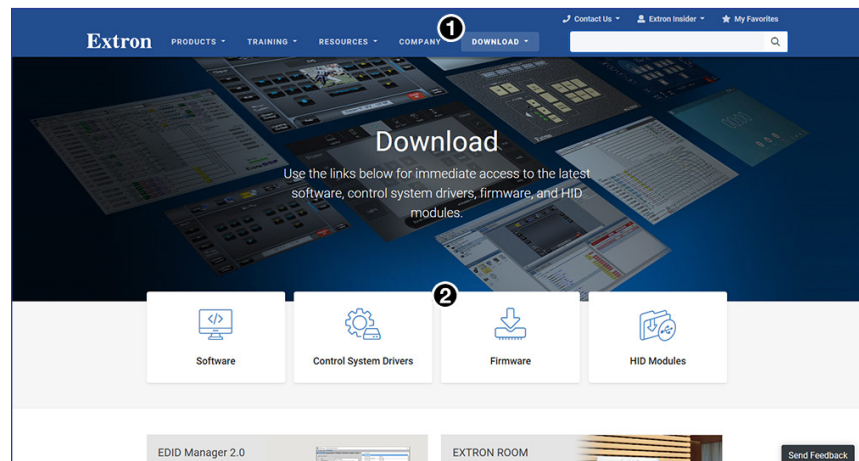 Contact Us
Extron Insider
My Favorites
Extron
PRODUCTS
TRAINING
RESOURCES
COMPANY
1
DOWNLOAD
Download
Use the links below for immediate access to the latest
software, control system drivers, firmware, and HID
modules.
2
Software
Control System Drivers
Firmware
HID Modules
EDID Manager 2.0
EXTRON ROOM
Send Feedback